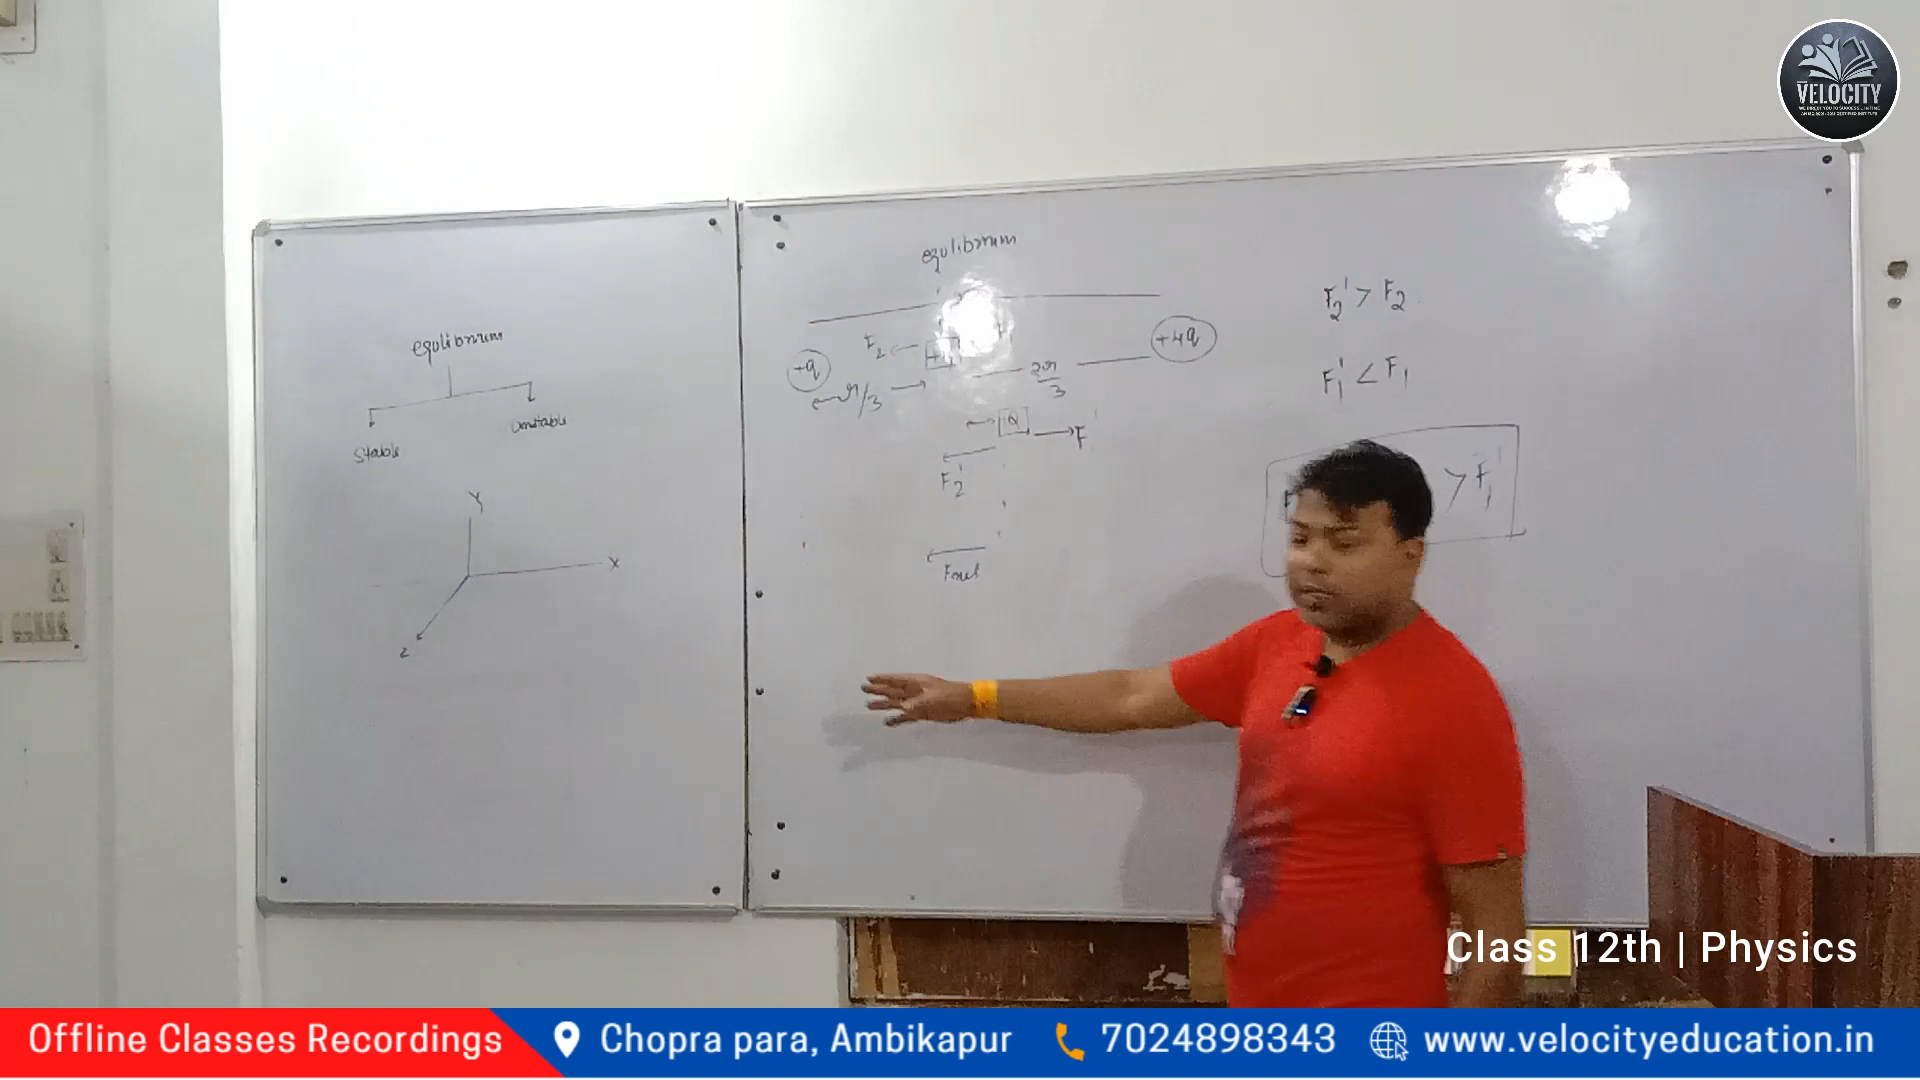 VELOCITY
equlibrium
F2' > F2
F2
+4q
+q
r/3
2r/3
F1' < F1
equlibrium
Q
F'
stable
Unstable
F2'
> F1'
Y
X
Fnet
Z
Class 12th | Physics
Offline Classes Recordings
Chopra para, Ambikapur
7024898343
www.velocityeducation.in